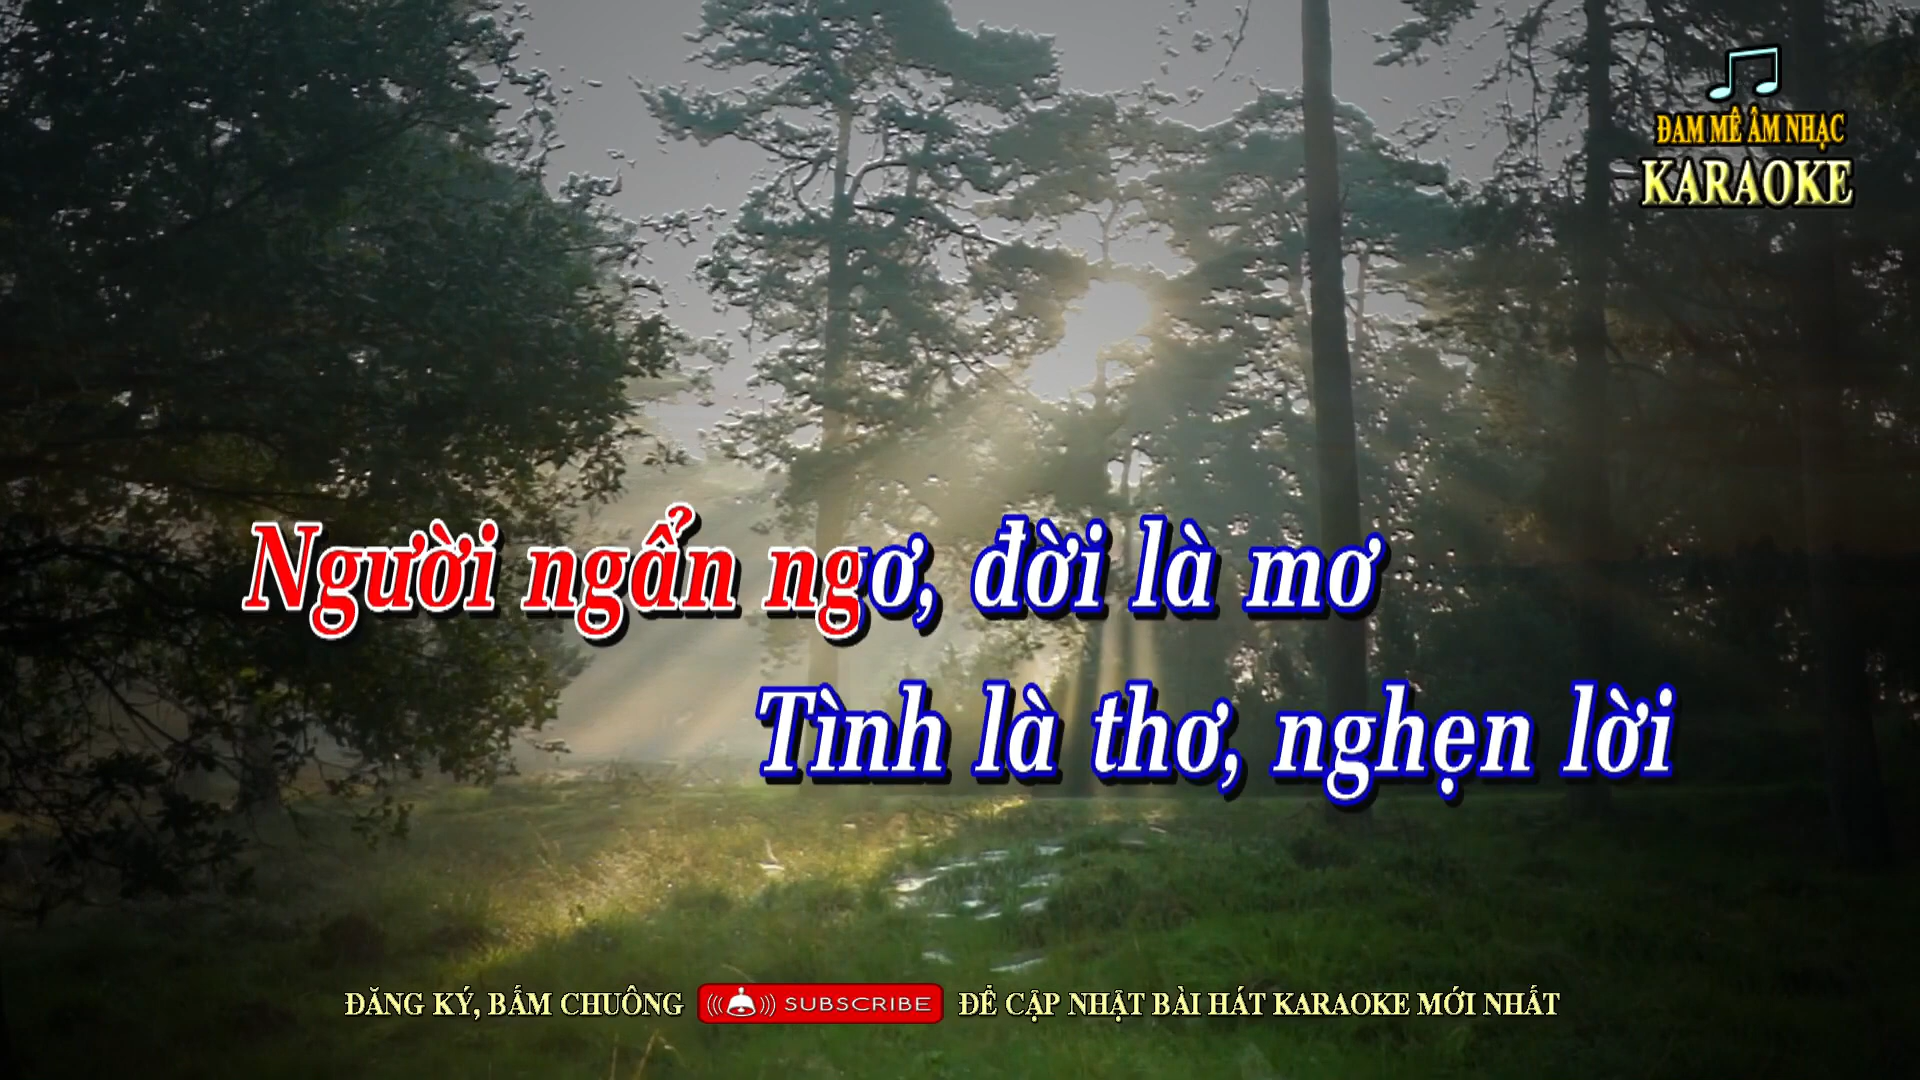 ĐAM MÊ ÂM NHẠC
KARAOKE
Người ngẩn ngơ, đời là mơ
Tình là thơ, nghẹn lời
ĐĂNG KÝ, BẤM CHUÔNG SUBSCRIBE ĐỂ CẬP NHẬT BÀI HÁT KARAOKE MỚI NHẤT